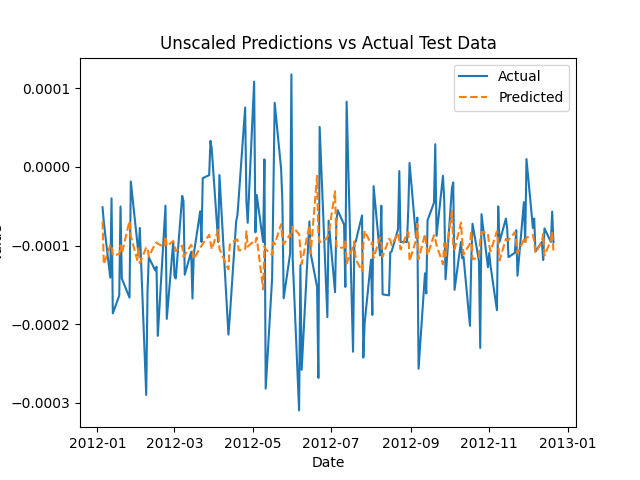 Unscaled Predictions vs Actual Test Data
Actual
Predicted
0.0001
0.0000
−0.0001
−0.0002
−0.0003
2012-01 2012-03 2012-05 2012-07 2012-09 2012-11 2013-01
Date